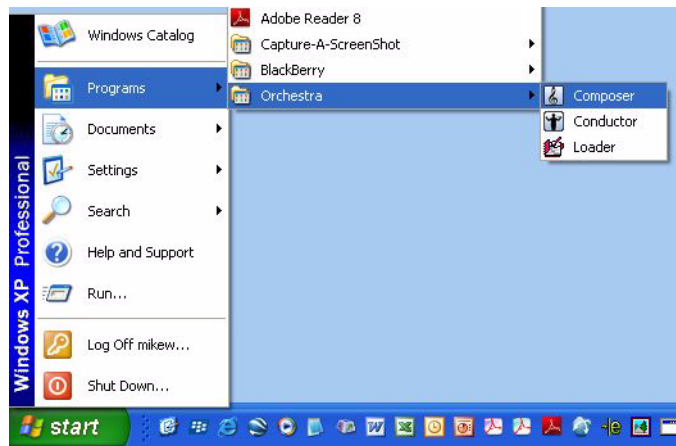 Windows Catalog
Programs
Documents
Settings
Search
Help and Support
Run...
Log Off mikew...
Shut Down...
Windows XP Professional
Adobe Reader 8
Capture-A-ScreenShot
BlackBerry
Orchestra
Composer
Conductor
Loader
start